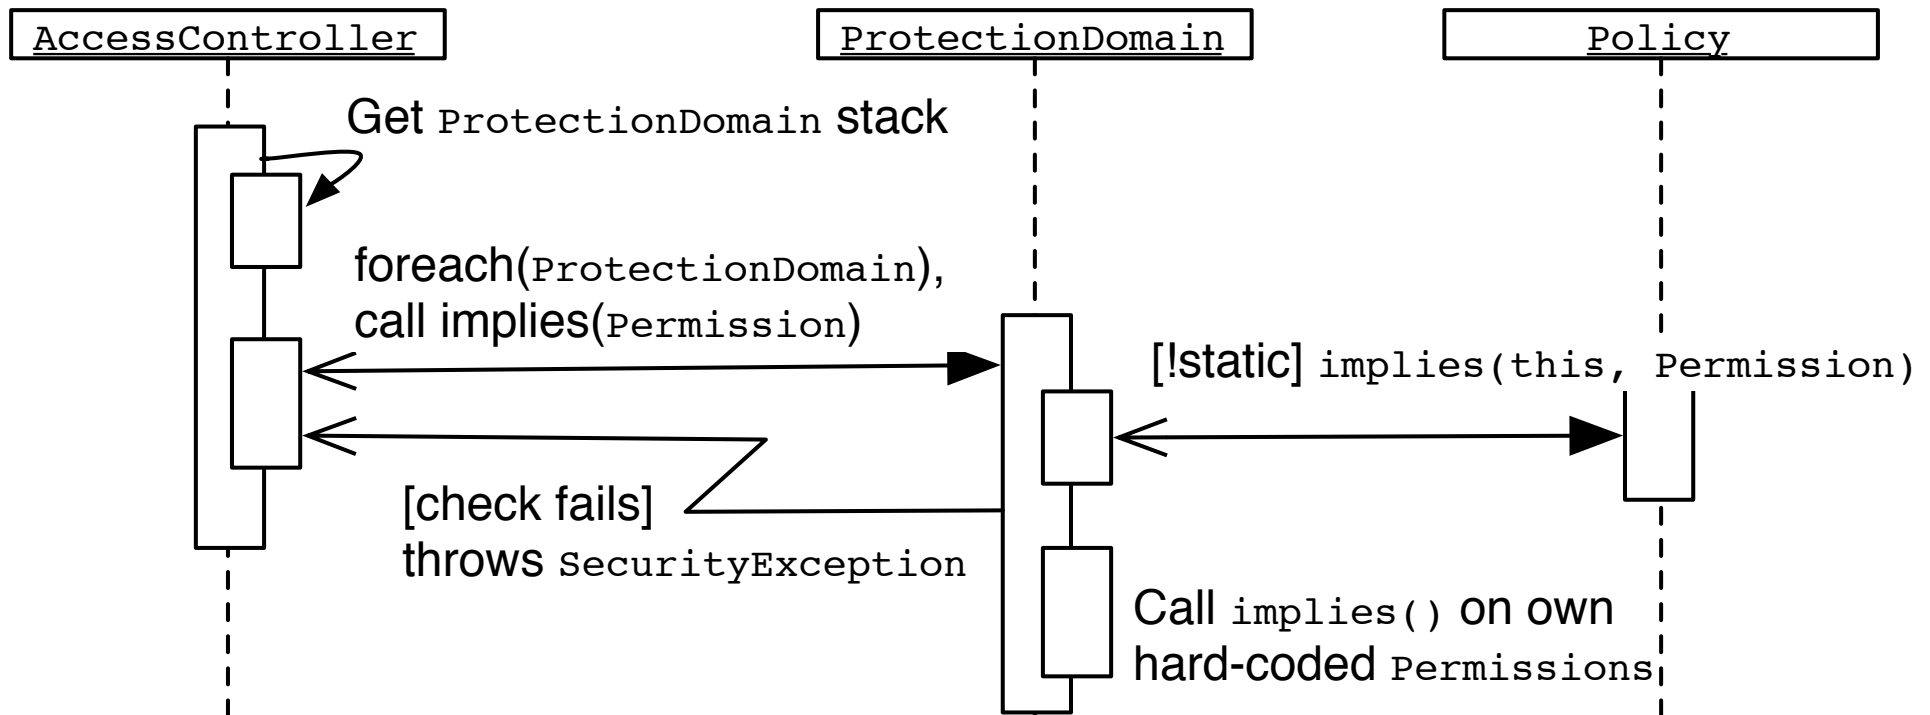 AccessController
ProtectionDomain
Policy
Get ProtectionDomain stack
foreach(ProtectionDomain),
call implies(Permission)
[!static] implies(this, Permission)
[check fails]
throws SecurityException
Call implies() on own
hard-coded Permissions